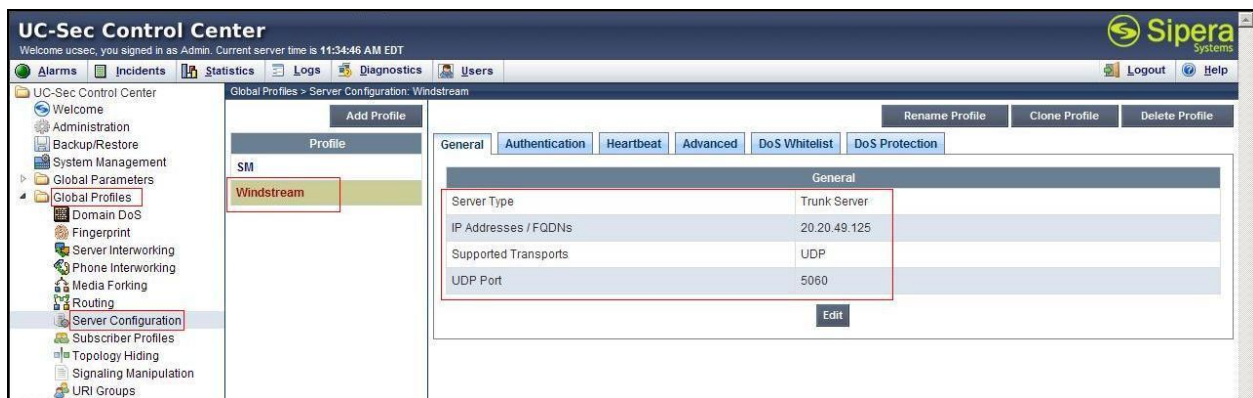 UC-Sec Control Center
Welcome ucsec, you signed in as Admin. Current server time is 11:34:46 AM EDT
Sipera
Systems
Alarms Incidents Statistics Logs Diagnostics Users Logout Help
UC-Sec Control Center
Welcome
Administration
Backup/Restore
System Management
Global Parameters
Global Profiles
Domain DoS
Fingerprint
Server Interworking
Phone Interworking
Media Forking
Routing
Server Configuration
Subscriber Profiles
Topology Hiding
Signaling Manipulation
URI Groups
Global Profiles > Server Configuration: Windstream
Add Profile
Profile
SM
Windstream
Rename Profile Clone Profile Delete Profile
General Authentication Heartbeat Advanced DoS Whitelist DoS Protection
General
Server Type Trunk Server
IP Addresses / FQDNs 20.20.49.125
Supported Transports UDP
UDP Port 5060
Edit